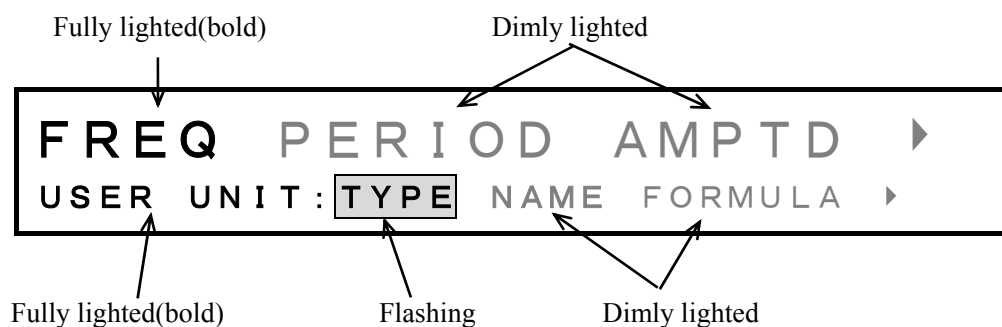 Fully lighted(bold) Dimly lighted
FREQ PERIOD AMPTD
USER UNIT:TYPE NAME FORMULA
Fully lighted(bold) Flashing Dimly lighted